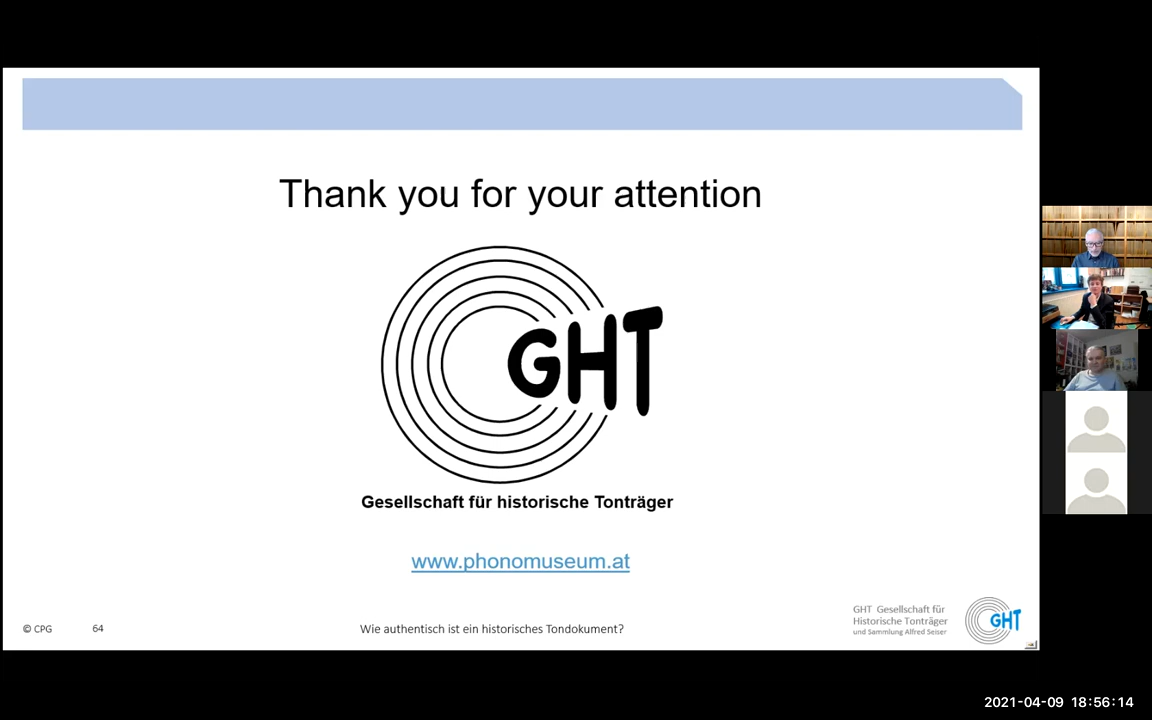 Thank you for your attention
GHT
Gesellschaft für historische Tonträger
www.phonomuseum.at
© CPG
64
Wie authentisch ist ein historisches Tondokument?
GHT Gesellschaft für
Historische Tonträger
und Sammlung Alfred Seiser
GHT
2021-04-09 18:56:14